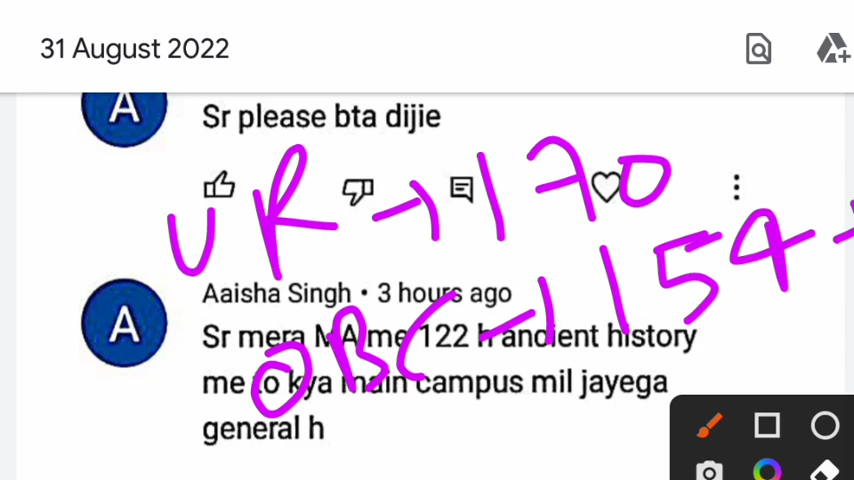 31 August 2022
A
Sr please bta dijie
UR → 170
Aaisha Singh • 3 hours ago
A
OBC → 154
Sr mera MA me 122 h andient history
me to kya main campus mil jayega
general h